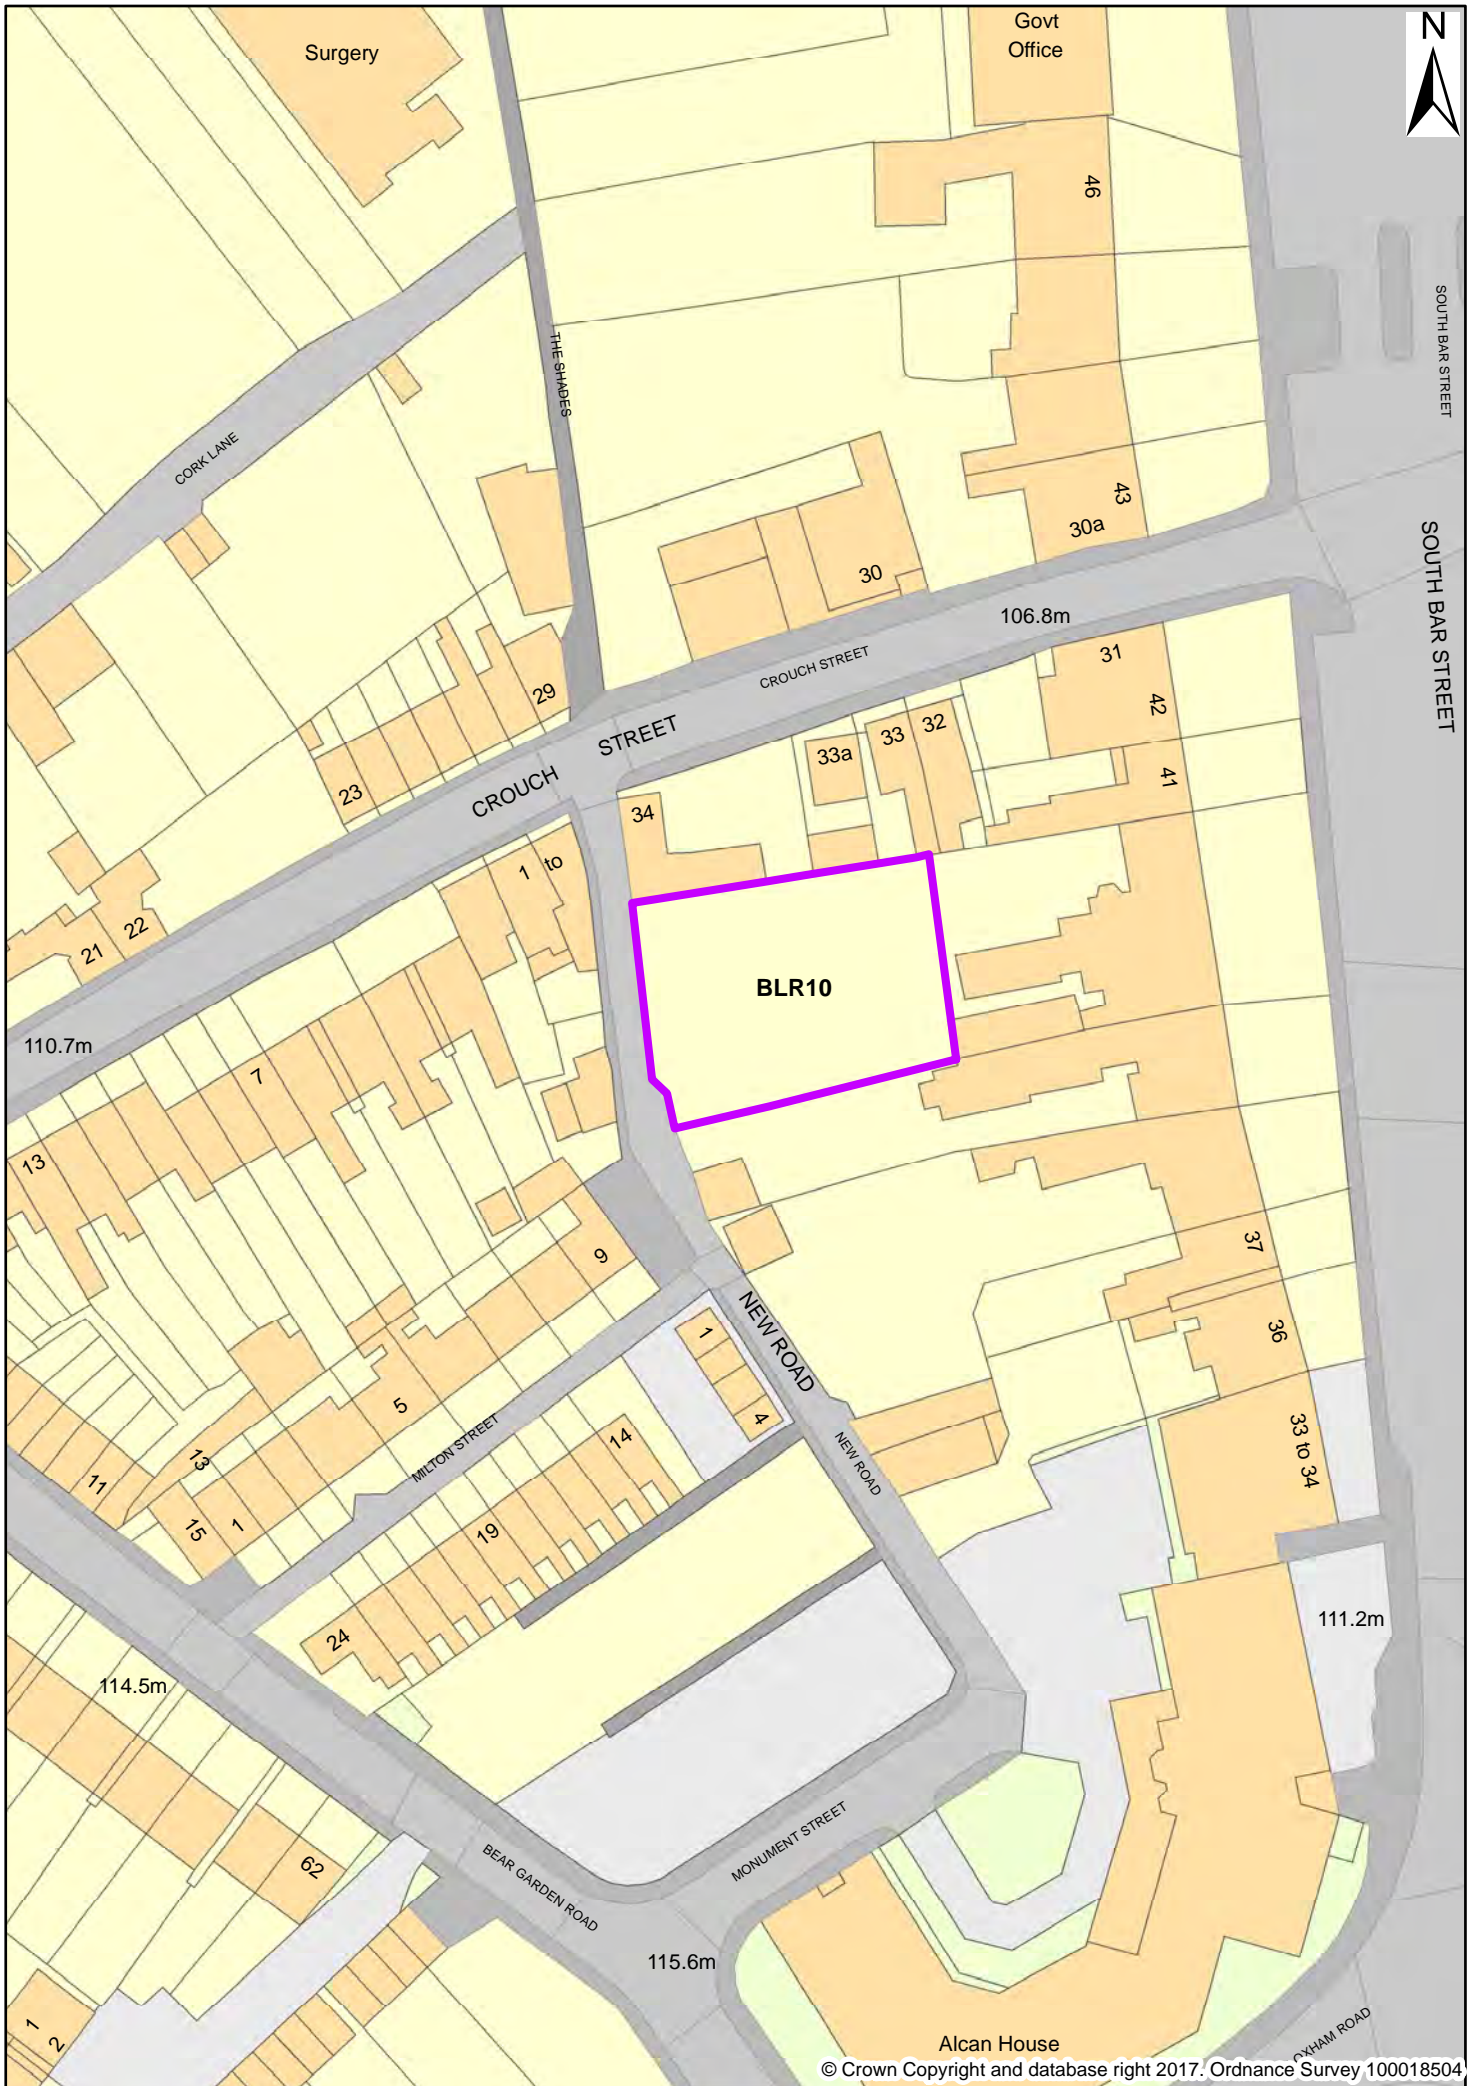 Surgery
Govt
Office
N
46
SOUTH BAR STREET
THE SHADES
CORK LANE
43
30a
30
SOUTH BAR STREET
106.8m
CROUCH STREET
31
29
42
CROUCH STREET
33a
33
32
41
23
34
1 to
22
21
BLR10
110.7m
7
13
9
37
NEW ROAD
1
36
5
4
MILTON STREET
14
NEW ROAD
33 to 34
13
11
15
1
19
24
111.2m
114.5m
62
BEAR GARDEN ROAD
MONUMENT STREET
115.6m
1
2
Alcan House
OXHAM ROAD
© Crown Copyright and database right 2017. Ordnance Survey 100018504